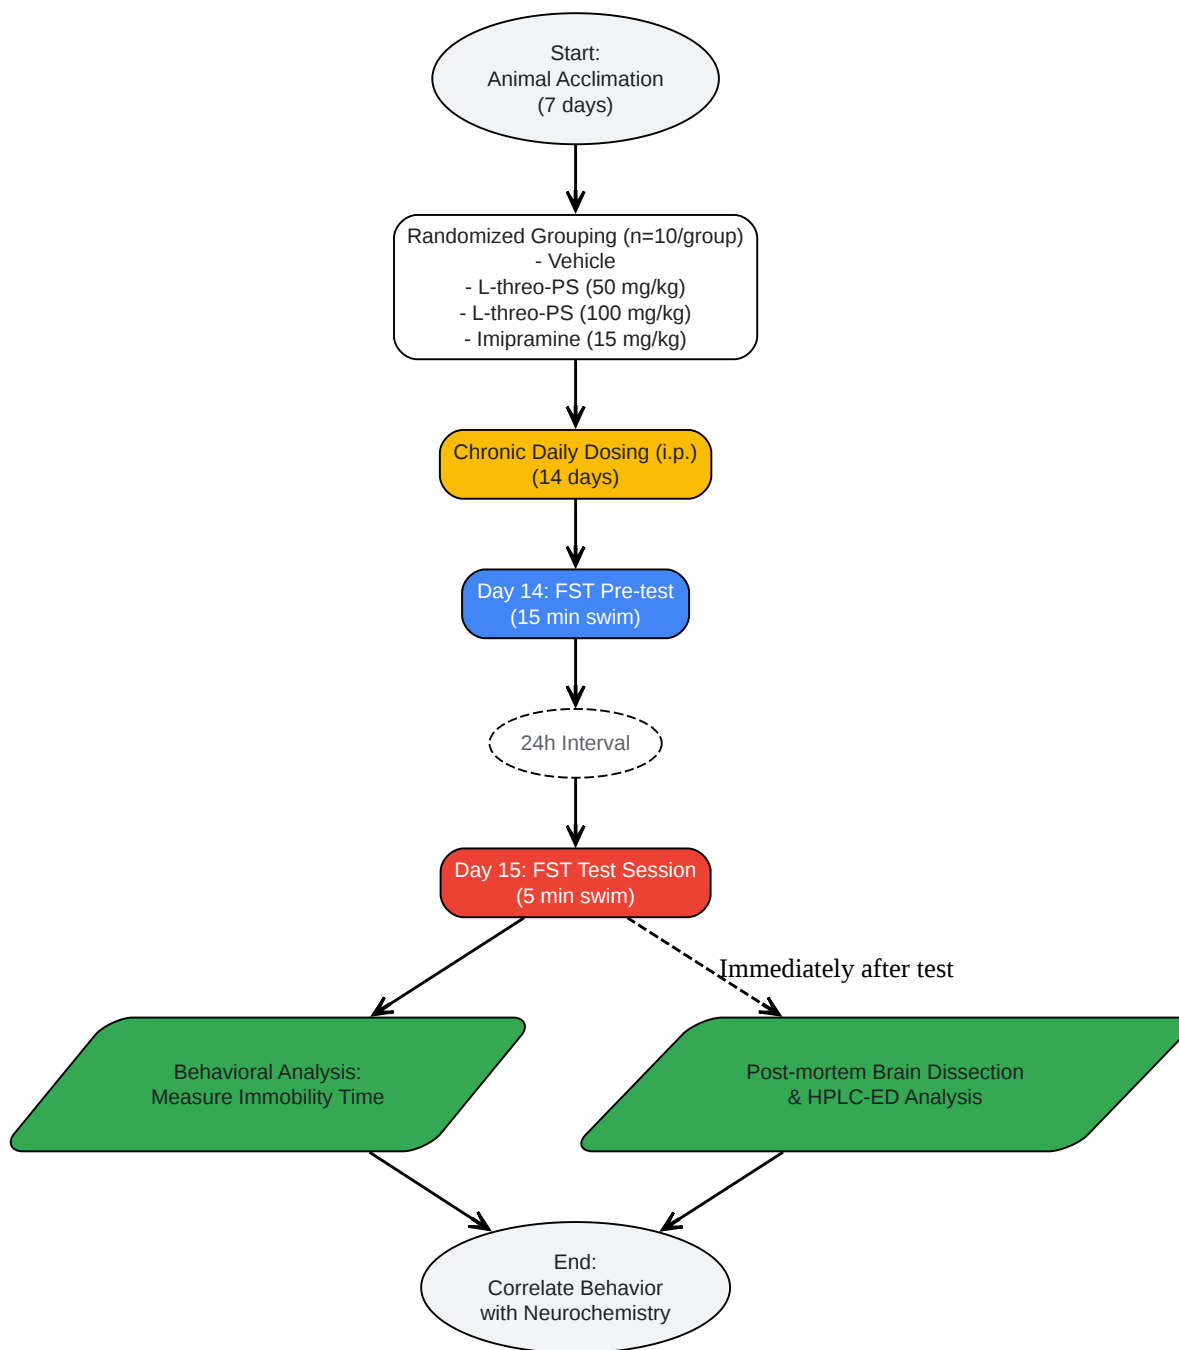 Start:
Animal Acclimation
(7 days)
Randomized Grouping (n=10/group)
- Vehicle
- L-threo-PS (50 mg/kg)
- L-threo-PS (100 mg/kg)
- Imipramine (15 mg/kg)
Chronic Daily Dosing (i.p.)
(14 days)
Day 14: FST Pre-test
(15 min swim)
24h Interval
Day 15: FST Test Session
(5 min swim)
Immediately after test
Behavioral Analysis:
Measure Immobility Time
Post-mortem Brain Dissection
& HPLC-ED Analysis
End:
Correlate Behavior
with Neurochemistry